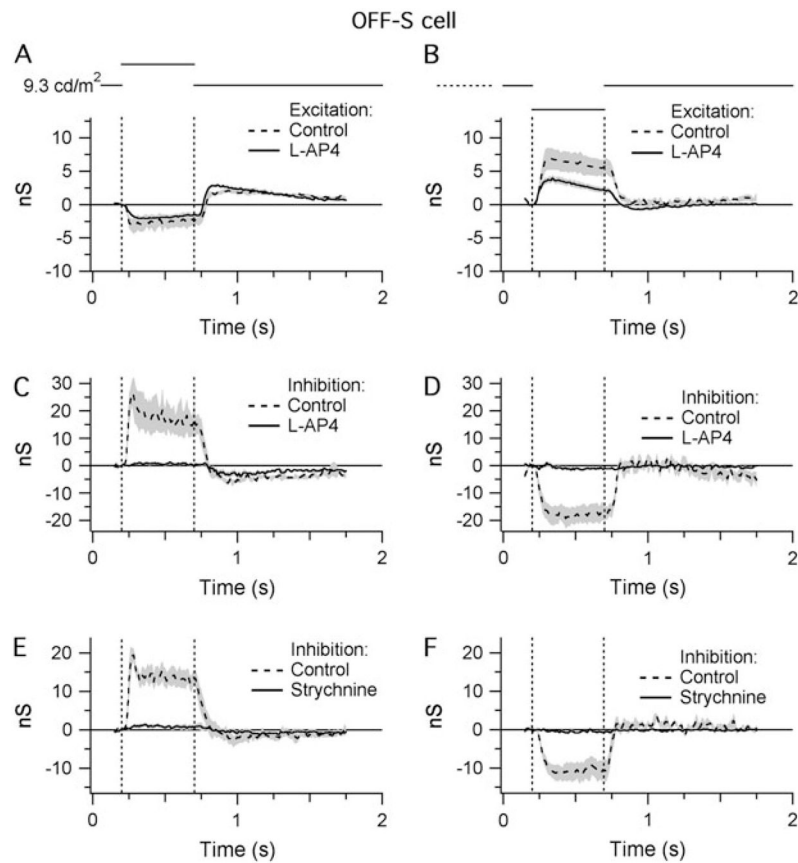 OFF-S cell
A
9.3 cd/m2
Excitation:
Control
L-AP4
10
5
0
-5
-10
nS
0
1
2
Time (s)
B
Excitation:
Control
L-AP4
10
5
0
-5
-10
nS
0
1
2
Time (s)
C
Inhibition:
Control
L-AP4
30
20
10
0
-10
-20
nS
0
1
2
Time (s)
D
Inhibition:
Control
L-AP4
30
20
10
0
-10
-20
nS
0
1
2
Time (s)
E
Inhibition:
Control
Strychnine
20
10
0
-10
nS
0
1
2
Time (s)
F
Inhibition:
Control
Strychnine
20
10
0
-10
nS
0
1
2
Time (s)